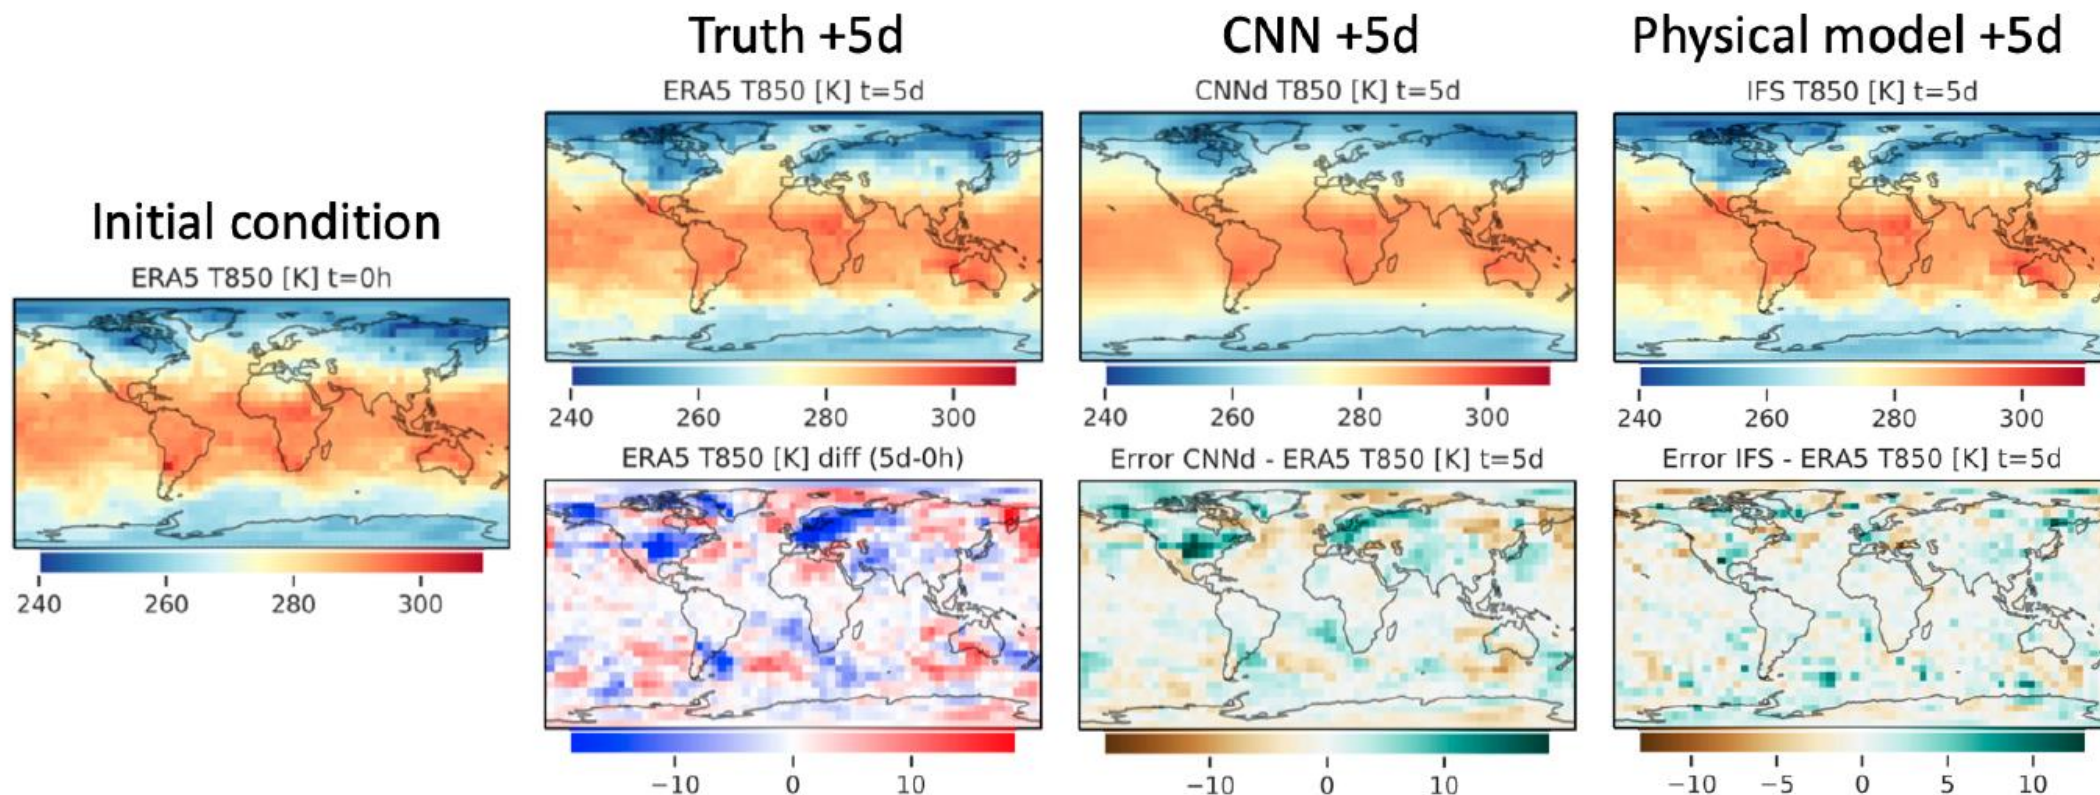 Initial condition
ERA5 T850 [K] t=0h
240 260 280 300
Truth +5d
ERA5 T850 [K] t=5d
240 260 280 300
ERA5 T850 [K] diff (5d-0h)
−10 0 10
CNN +5d
CNNd T850 [K] t=5d
240 260 280 300
Error CNNd - ERA5 T850 [K] t=5d
−10 0 10
Physical model +5d
IFS T850 [K] t=5d
240 260 280 300
Error IFS - ERA5 T850 [K] t=5d
−10 −5 0 5 10